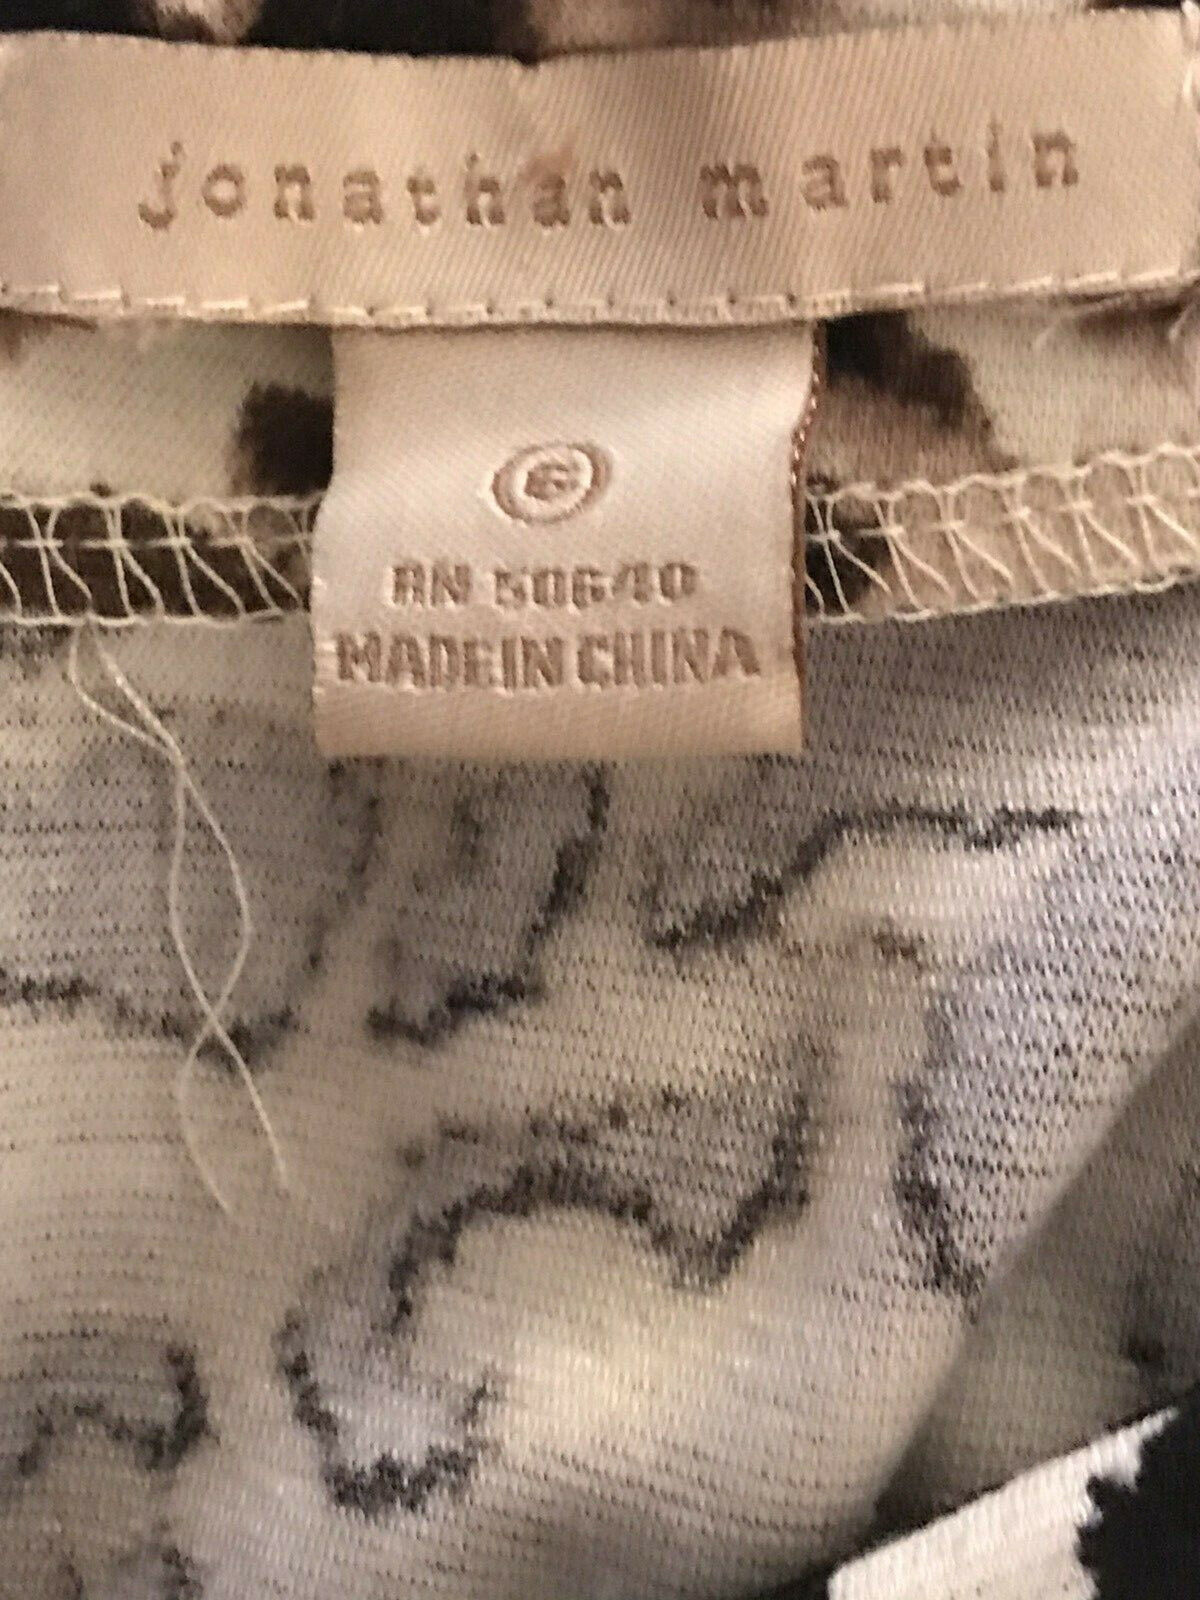 jonathan martin
6
RN 50640
MADE IN CHINA